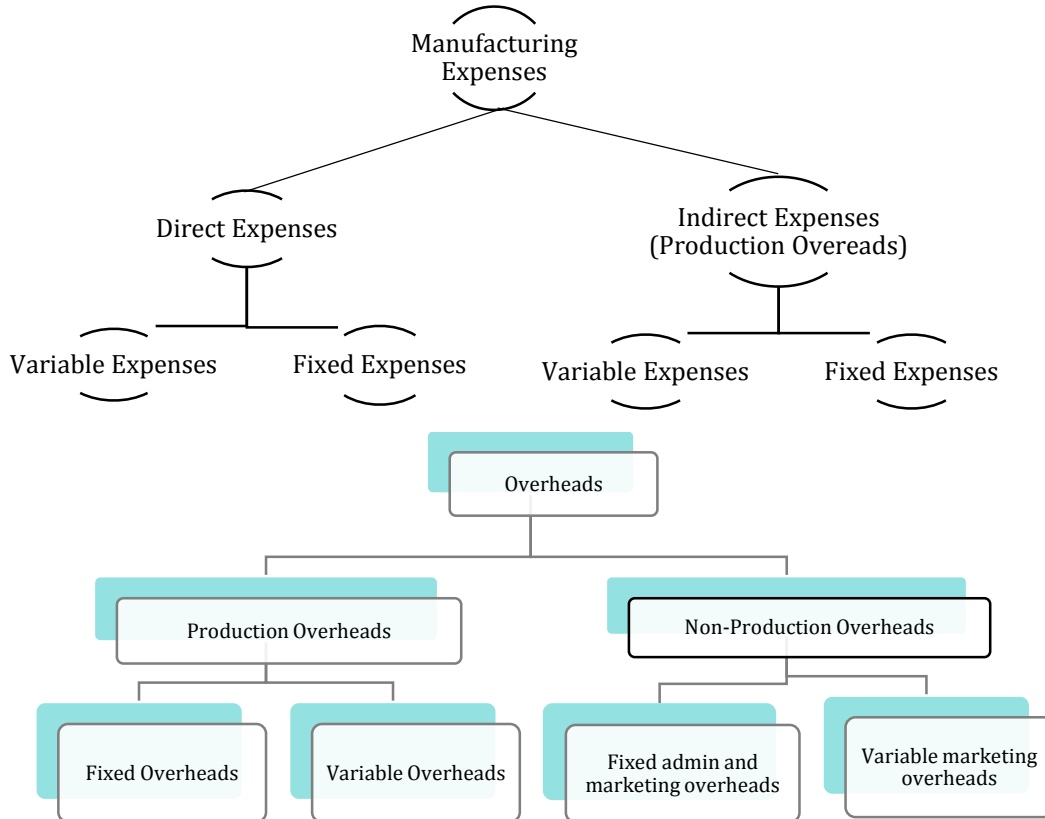 Manufacturing
Expenses
Direct Expenses
Indirect Expenses
(Production Overeads)
Variable Expenses
Fixed Expenses
Variable Expenses
Fixed Expenses
Overheads
Production Overheads
Non-Production Overheads
Fixed Overheads
Variable Overheads
Fixed admin and
marketing overheads
Variable marketing
overheads